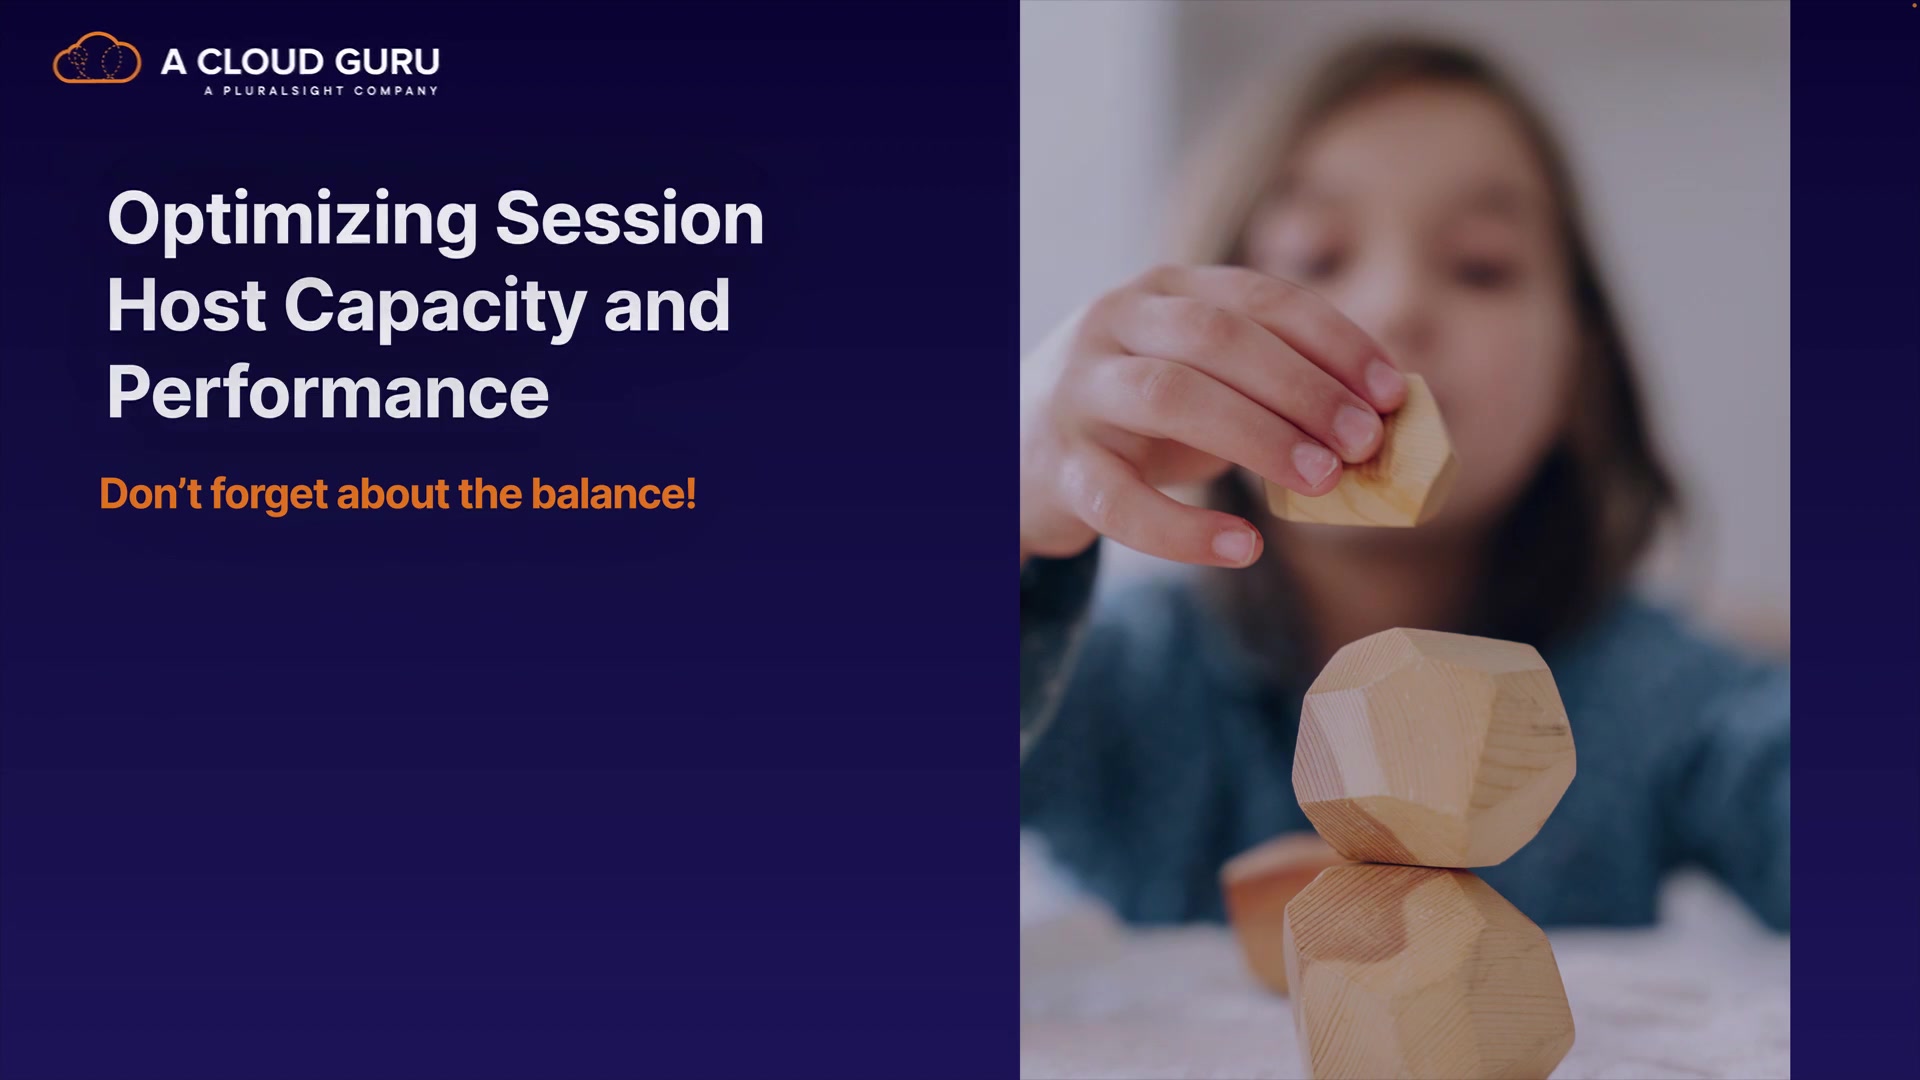 A CLOUD GURU
A PLURALSIGHT COMPANY
Optimizing Session
Host Capacity and
Performance
Don’t forget about the balance!